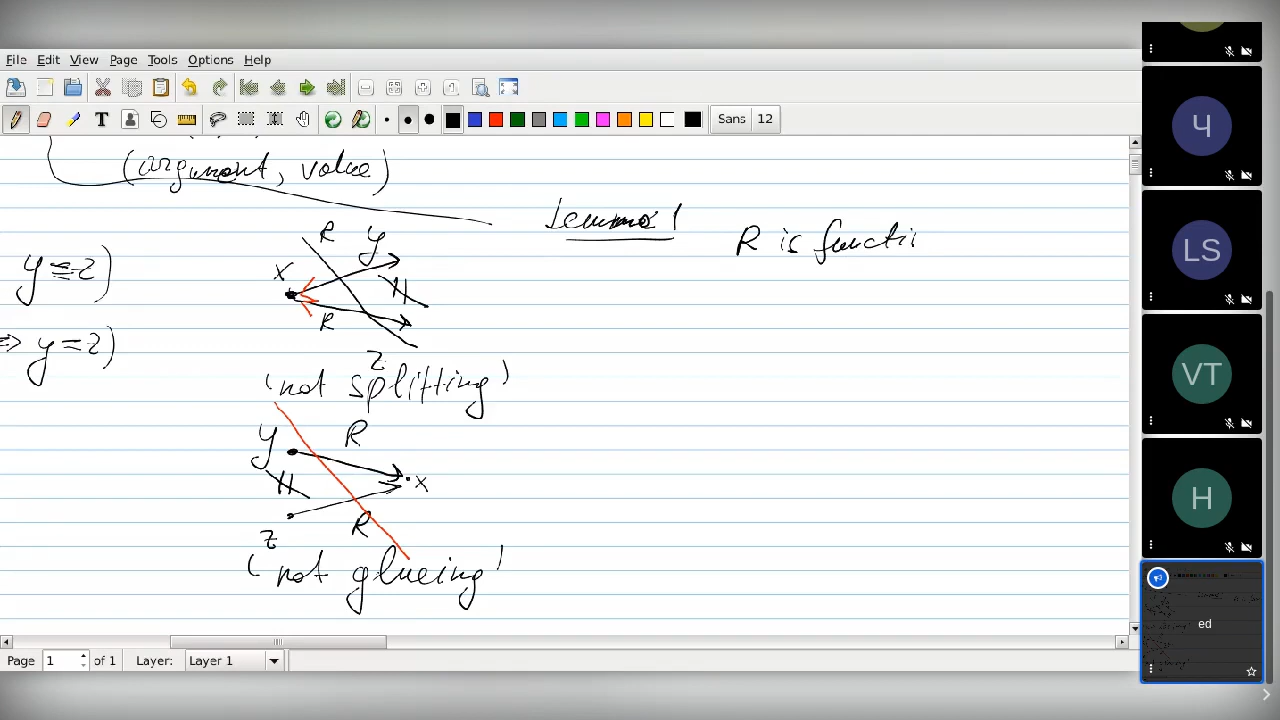 File Edit View Page Tools Options Help
Sans 12
(argument, value)
Lemma 1
R is functi
R y
x
y = z)
R
=> y = z)
z
(not splitting)
y R
x
R
z
(not glueing)
Ч
LS
VT
H
ed
Page 1 of 1 Layer: Layer 1